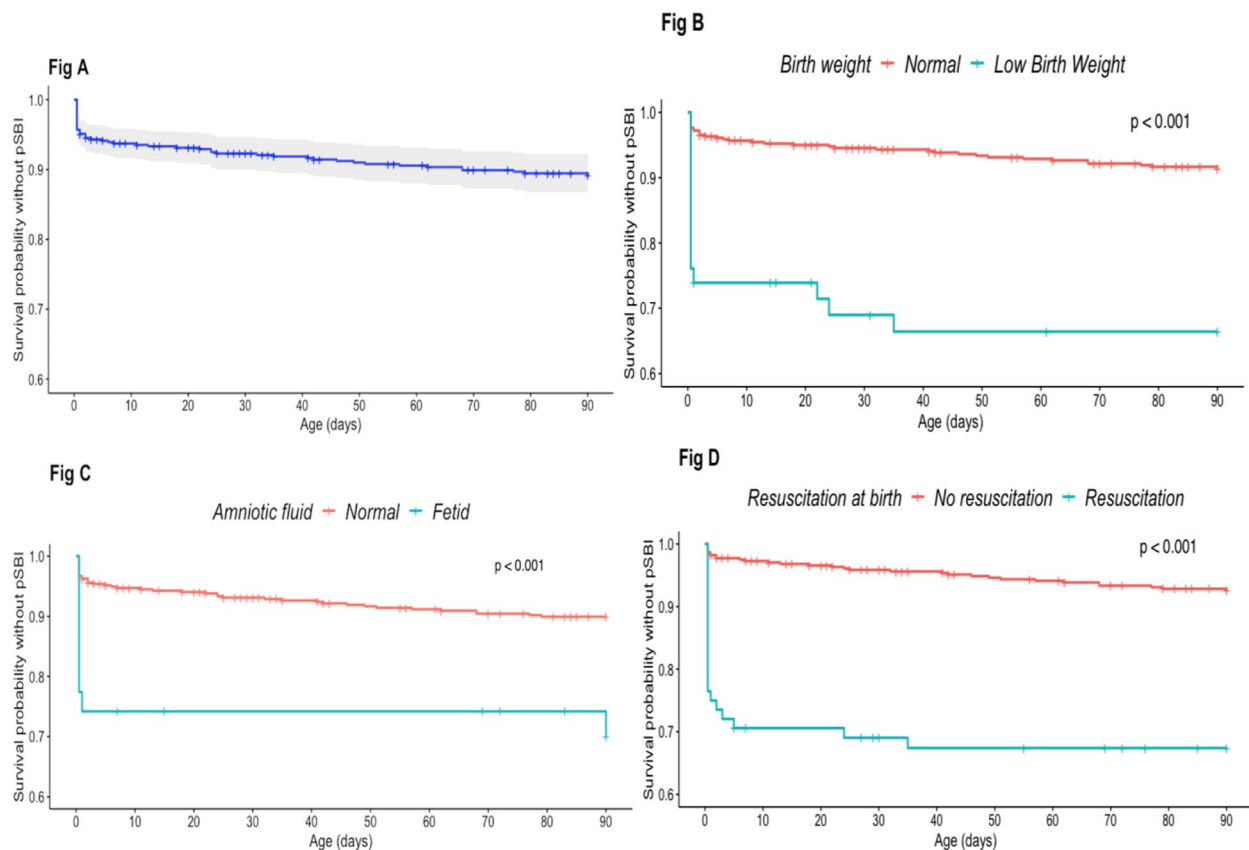 Fig A
Survival probability without pSBI
1.0
0.9
0.8
0.7
0.6
0 10 20 30 40 50 60 70 80 90
Age (days)
Fig B
Birth weight Normal Low Birth Weight
p < 0.001
Survival probability without pSBI
1.0
0.9
0.8
0.7
0.6
0 10 20 30 40 50 60 70 80 90
Age (days)
Fig C
Amniotic fluid Normal Fetid
p < 0.001
Survival probability without pSBI
1.0
0.9
0.8
0.7
0.6
0 10 20 30 40 50 60 70 80 90
Age (days)
Fig D
Resuscitation at birth No resuscitation Resuscitation
p < 0.001
Survival probability without pSBI
1.0
0.9
0.8
0.7
0.6
0 10 20 30 40 50 60 70 80 90
Age (days)